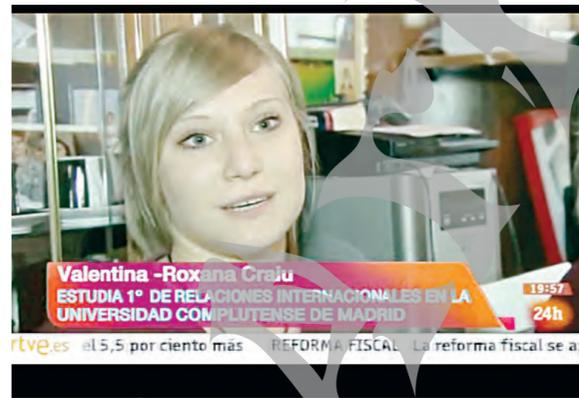 Valentina -Roxana Craiu
ESTUDIA 1º DE RELACIONES INTERNACIONALES EN LA
UNIVERSIDAD COMPLUTENSE DE MADRID
19:57
24h
rtve.es el 5,5 por ciento más REFORMA FISCAL La reforma fiscal se a